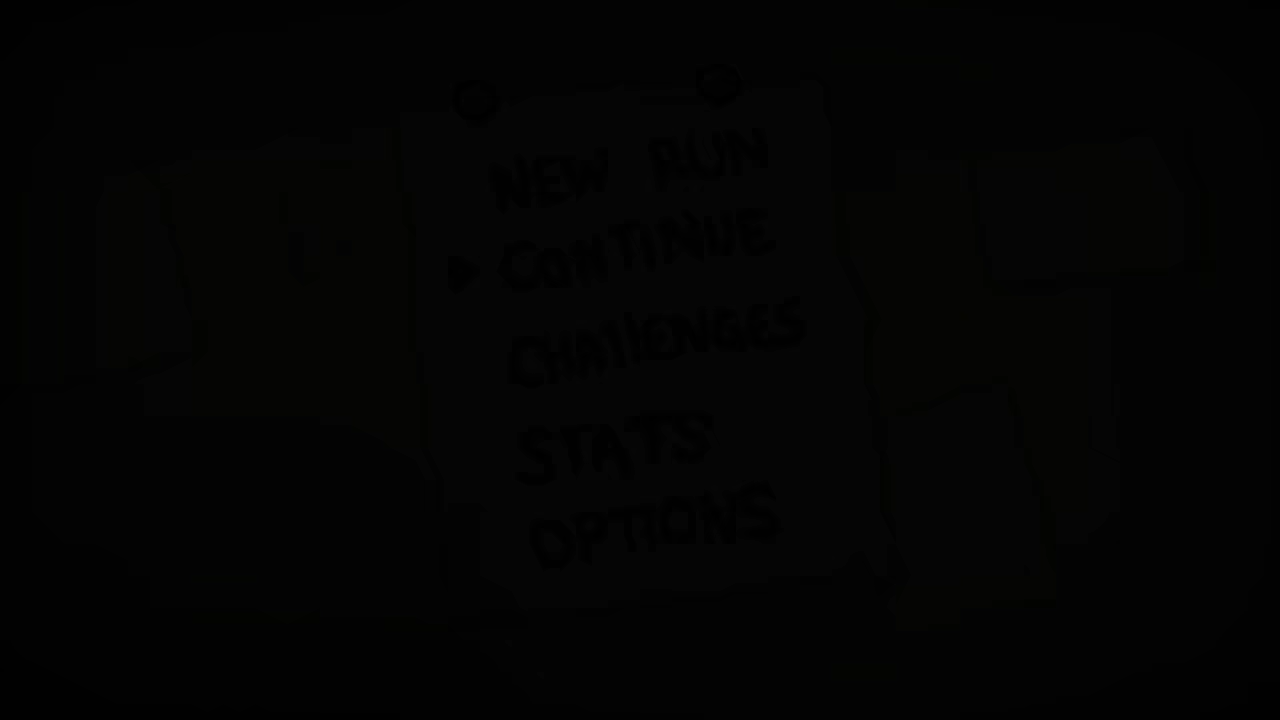 NEW RUN
CONTINUE
CHALLENGES
STATS
OPTIONS